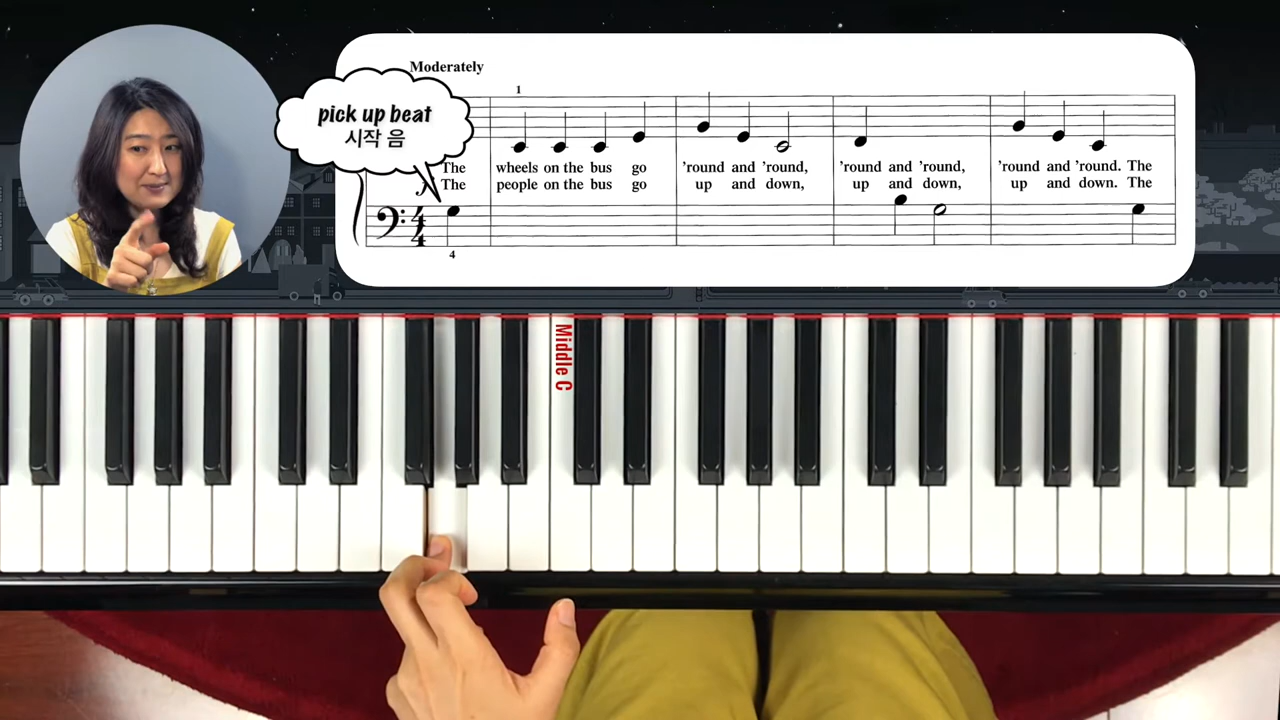 Moderately
pick up beat
시작 음
1
The wheels on the bus go 'round and 'round, 'round and 'round, 'round and 'round. The
The people on the bus go up and down, up and down, up and down. The
4
4
4
Middle C